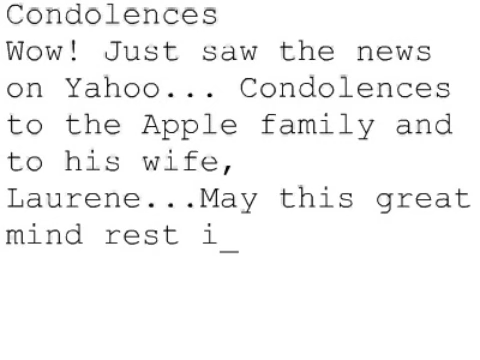 Condolences
Wow! Just saw the news
on Yahoo... Condolences
to the Apple family and
to his wife,
Laurene...May this great
mind rest i_